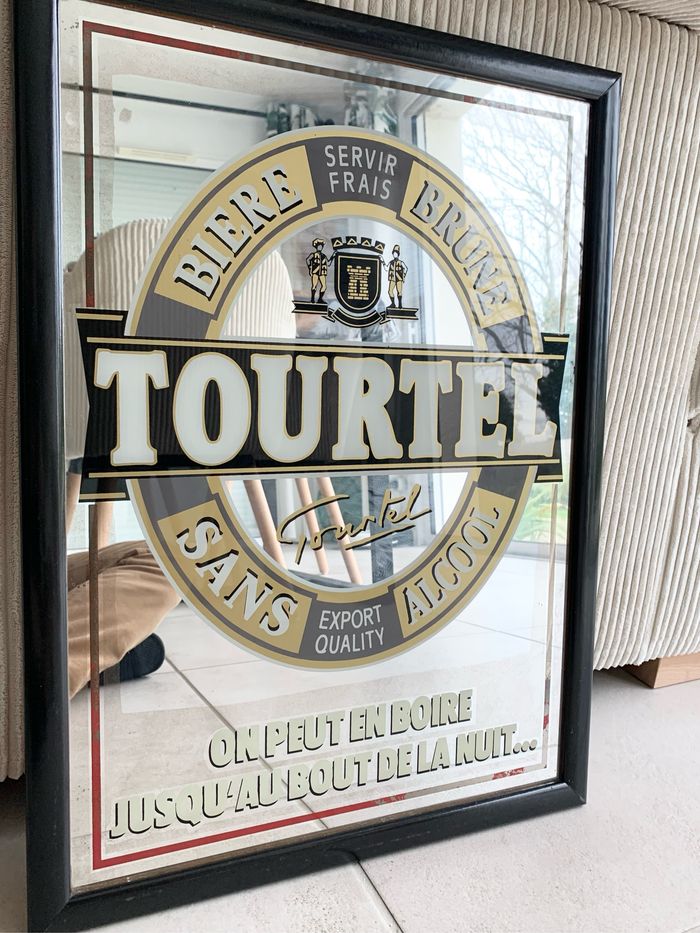 SERVIR
FRAIS
BIERE
BRUNE
TOURTEL
Tourtel
SANS
ALCOOL
EXPORT
QUALITY
ON PEUT EN BOIRE
JUSQU'AU BOUT DE LA NUIT...